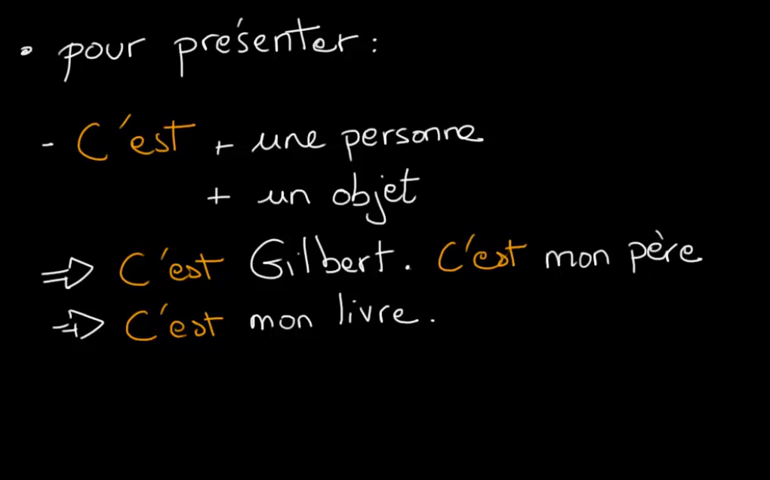 • pour présenter :
- C'est + une personne
+ un objet
⇒ C'est Gilbert. C'est mon père
⇒ C'est mon livre.